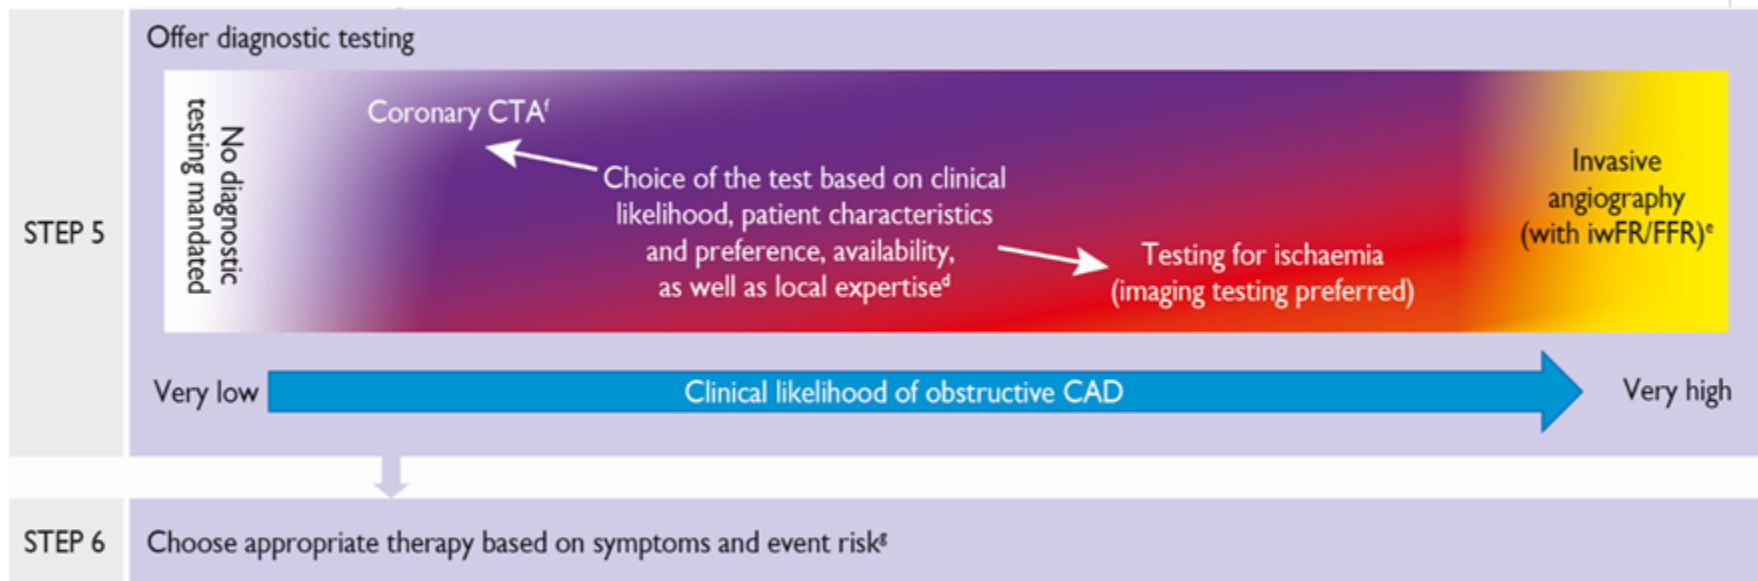 Offer diagnostic testing
STEP 5
No diagnostic
testing mandated
Coronary CTAᶠ
Choice of the test based on clinical
likelihood, patient characteristics
and preference, availability,
as well as local expertiseᵈ
Testing for ischaemia
(imaging testing preferred)
Invasive
angiography
(with iwFR/FFR)ᵉ
Very low
Clinical likelihood of obstructive CAD
Very high
STEP 6
Choose appropriate therapy based on symptoms and event riskᵍ